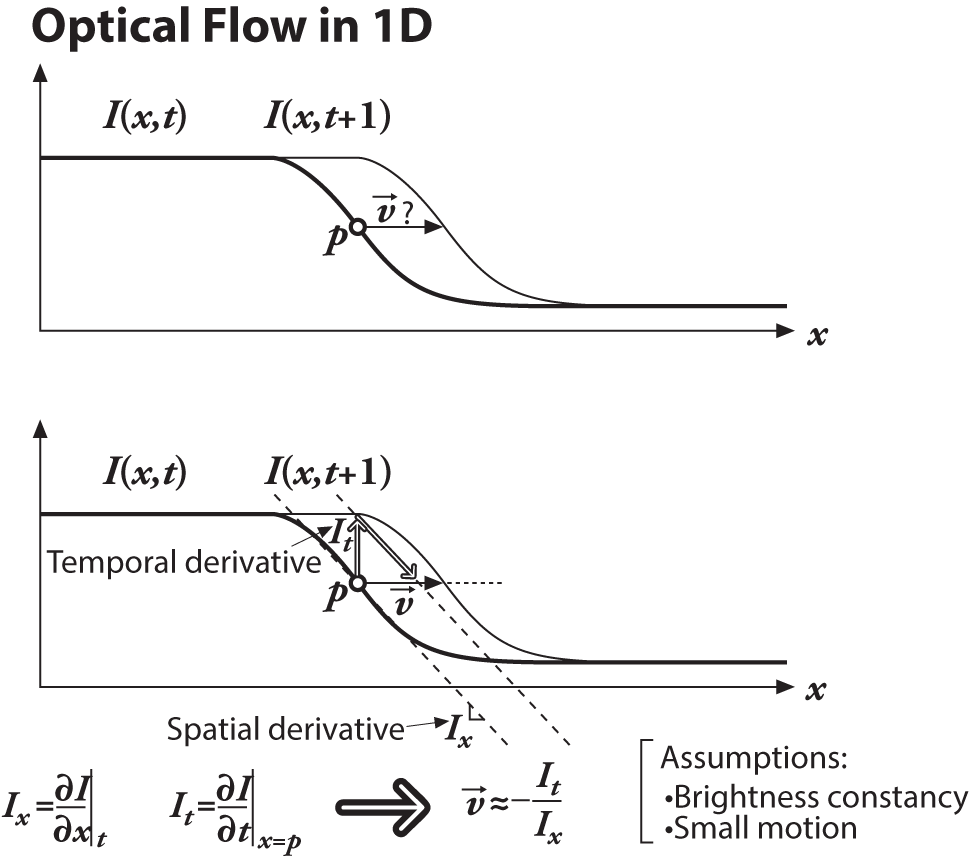 Optical Flow in 1D
I(x,t) I(x,t+1)
v⃗ ?
p
x
I(x,t) I(x,t+1)
Iₜ
Temporal derivative
p v⃗
x
Spatial derivative Iₓ
Iₓ = ∂I/∂x|ₜ Iₜ = ∂I/∂t|ₓ₌ₚ v⃗ ≈ − Iₜ/Iₓ
Assumptions:
•Brightness constancy
•Small motion